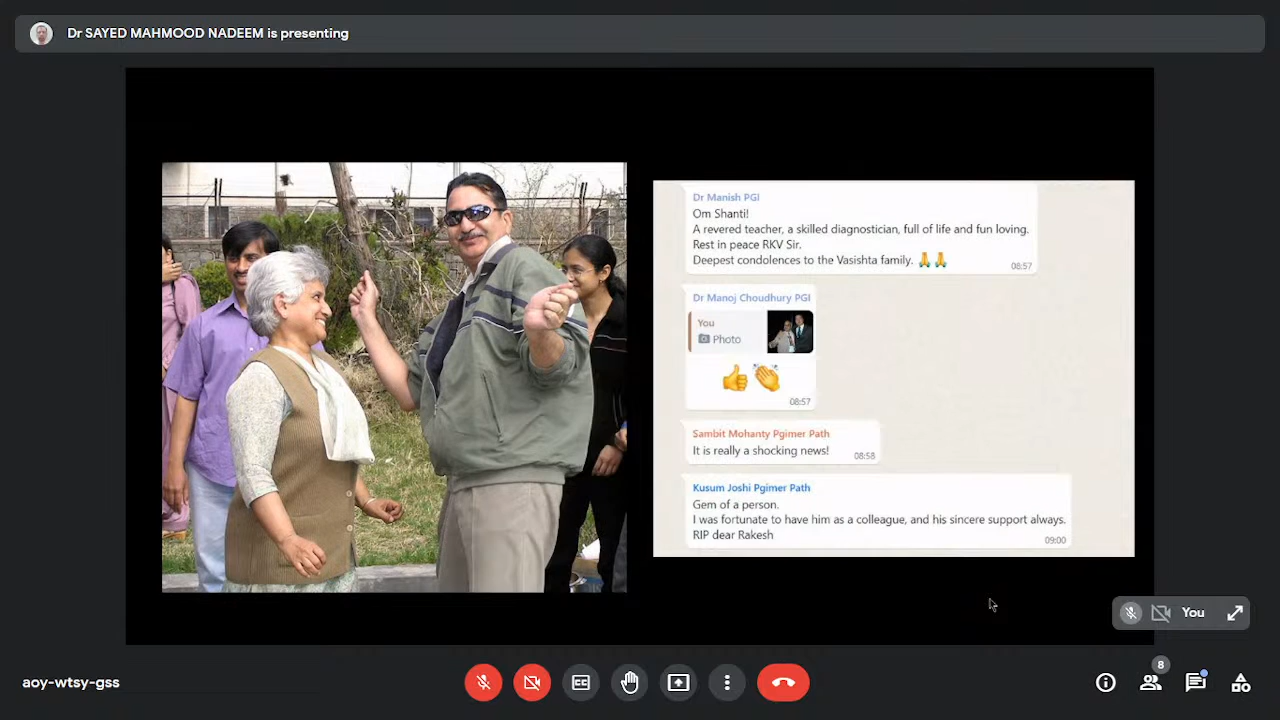 Dr SAYED MAHMOOD NADEEM is presenting
Dr Manish PGI
Om Shanti!
A revered teacher, a skilled diagnostician, full of life and fun loving.
Rest in peace RKV Sir.
Deepest condolences to the Vasishta family. 🙏🙏
08:57
Dr Manoj Choudhury PGI
You
Photo
👍👏
08:57
Sambit Mohanty Pgimer Path
It is really a shocking news!
08:58
Kusum Joshi Pgimer Path
Gem of a person.
I was fortunate to have him as a colleague, and his sincere support always.
RIP dear Rakesh
09:00
You
aoy-wtsy-gss
CC
8